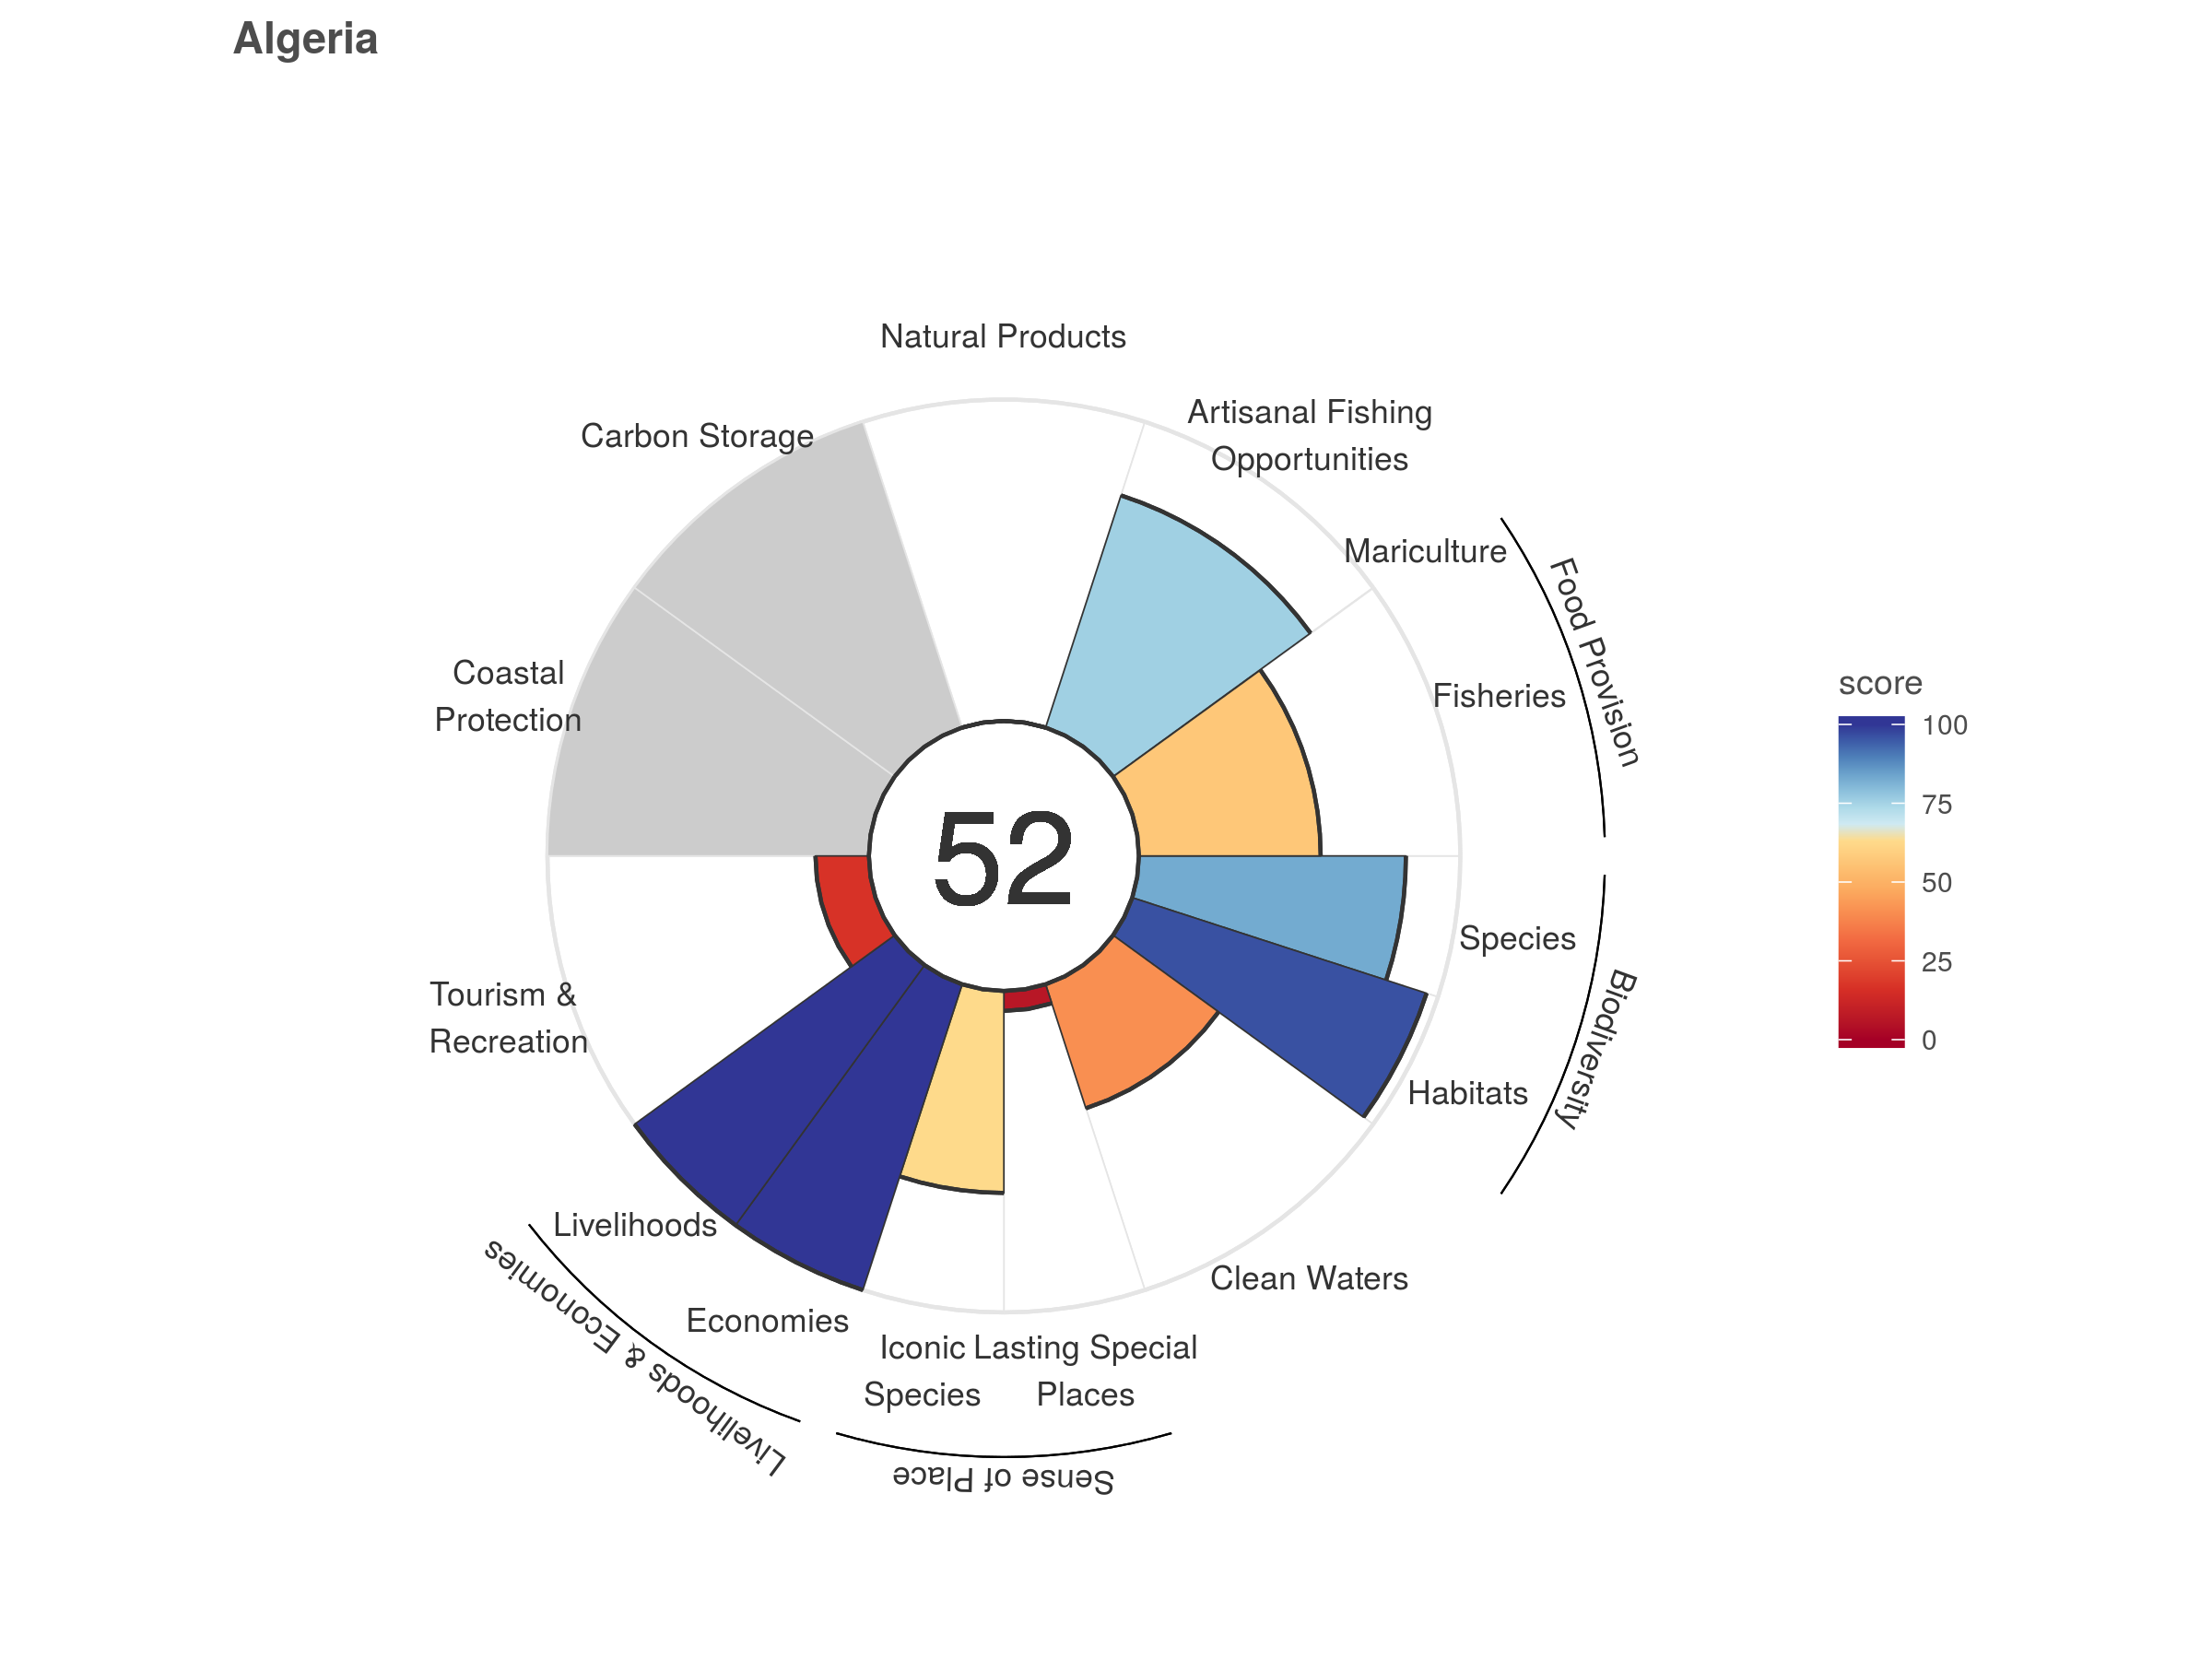 Algeria
Natural Products
Artisanal Fishing
Opportunities
Carbon Storage
Mariculture
Food Provision
Fisheries
Coastal
Protection
score
100
75
50
25
0
52
Species
Biodiversity
Tourism &
Recreation
Habitats
Livelihoods
Clean Waters
Livelihoods & Economies
Economies
Iconic
Species
Lasting Special
Places
Sense of Place